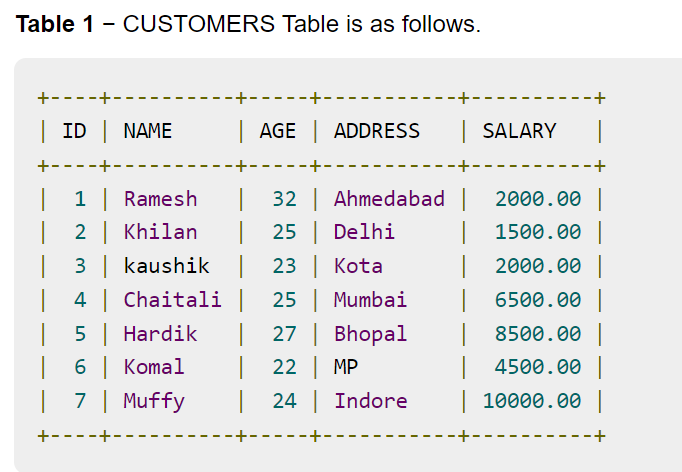 Table 1 − CUSTOMERS Table is as follows.
+----+----------+-----+-----------+----------+
| ID | NAME     | AGE | ADDRESS   | SALARY   |
+----+----------+-----+-----------+----------+
|  1 | Ramesh   |  32 | Ahmedabad |  2000.00 |
|  2 | Khilan   |  25 | Delhi     |  1500.00 |
|  3 | kaushik  |  23 | Kota      |  2000.00 |
|  4 | Chaitali |  25 | Mumbai    |  6500.00 |
|  5 | Hardik   |  27 | Bhopal    |  8500.00 |
|  6 | Komal    |  22 | MP        |  4500.00 |
|  7 | Muffy    |  24 | Indore    | 10000.00 |
+----+----------+-----+-----------+----------+